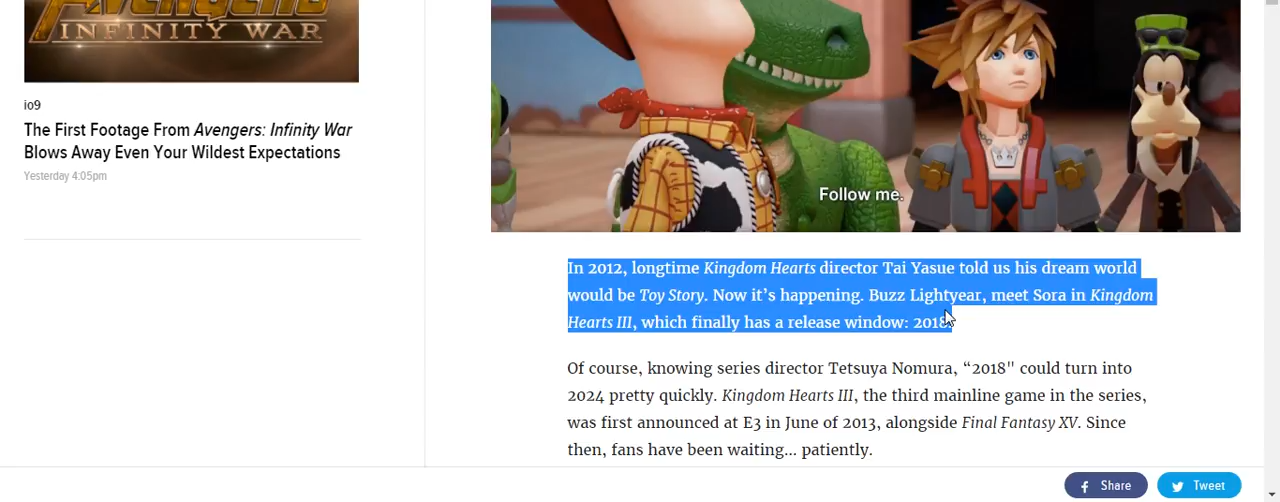 INFINITY WAR
io9
The First Footage From Avengers: Infinity War
Blows Away Even Your Wildest Expectations
Yesterday 4:05pm
Follow me.
In 2012, longtime Kingdom Hearts director Tai Yasue told us his dream world
would be Toy Story. Now it’s happening. Buzz Lightyear, meet Sora in Kingdom
Hearts III, which finally has a release window: 2018.
Of course, knowing series director Tetsuya Nomura, “2018" could turn into
2024 pretty quickly. Kingdom Hearts III, the third mainline game in the series,
was first announced at E3 in June of 2013, alongside Final Fantasy XV. Since
then, fans have been waiting... patiently.
Share
Tweet